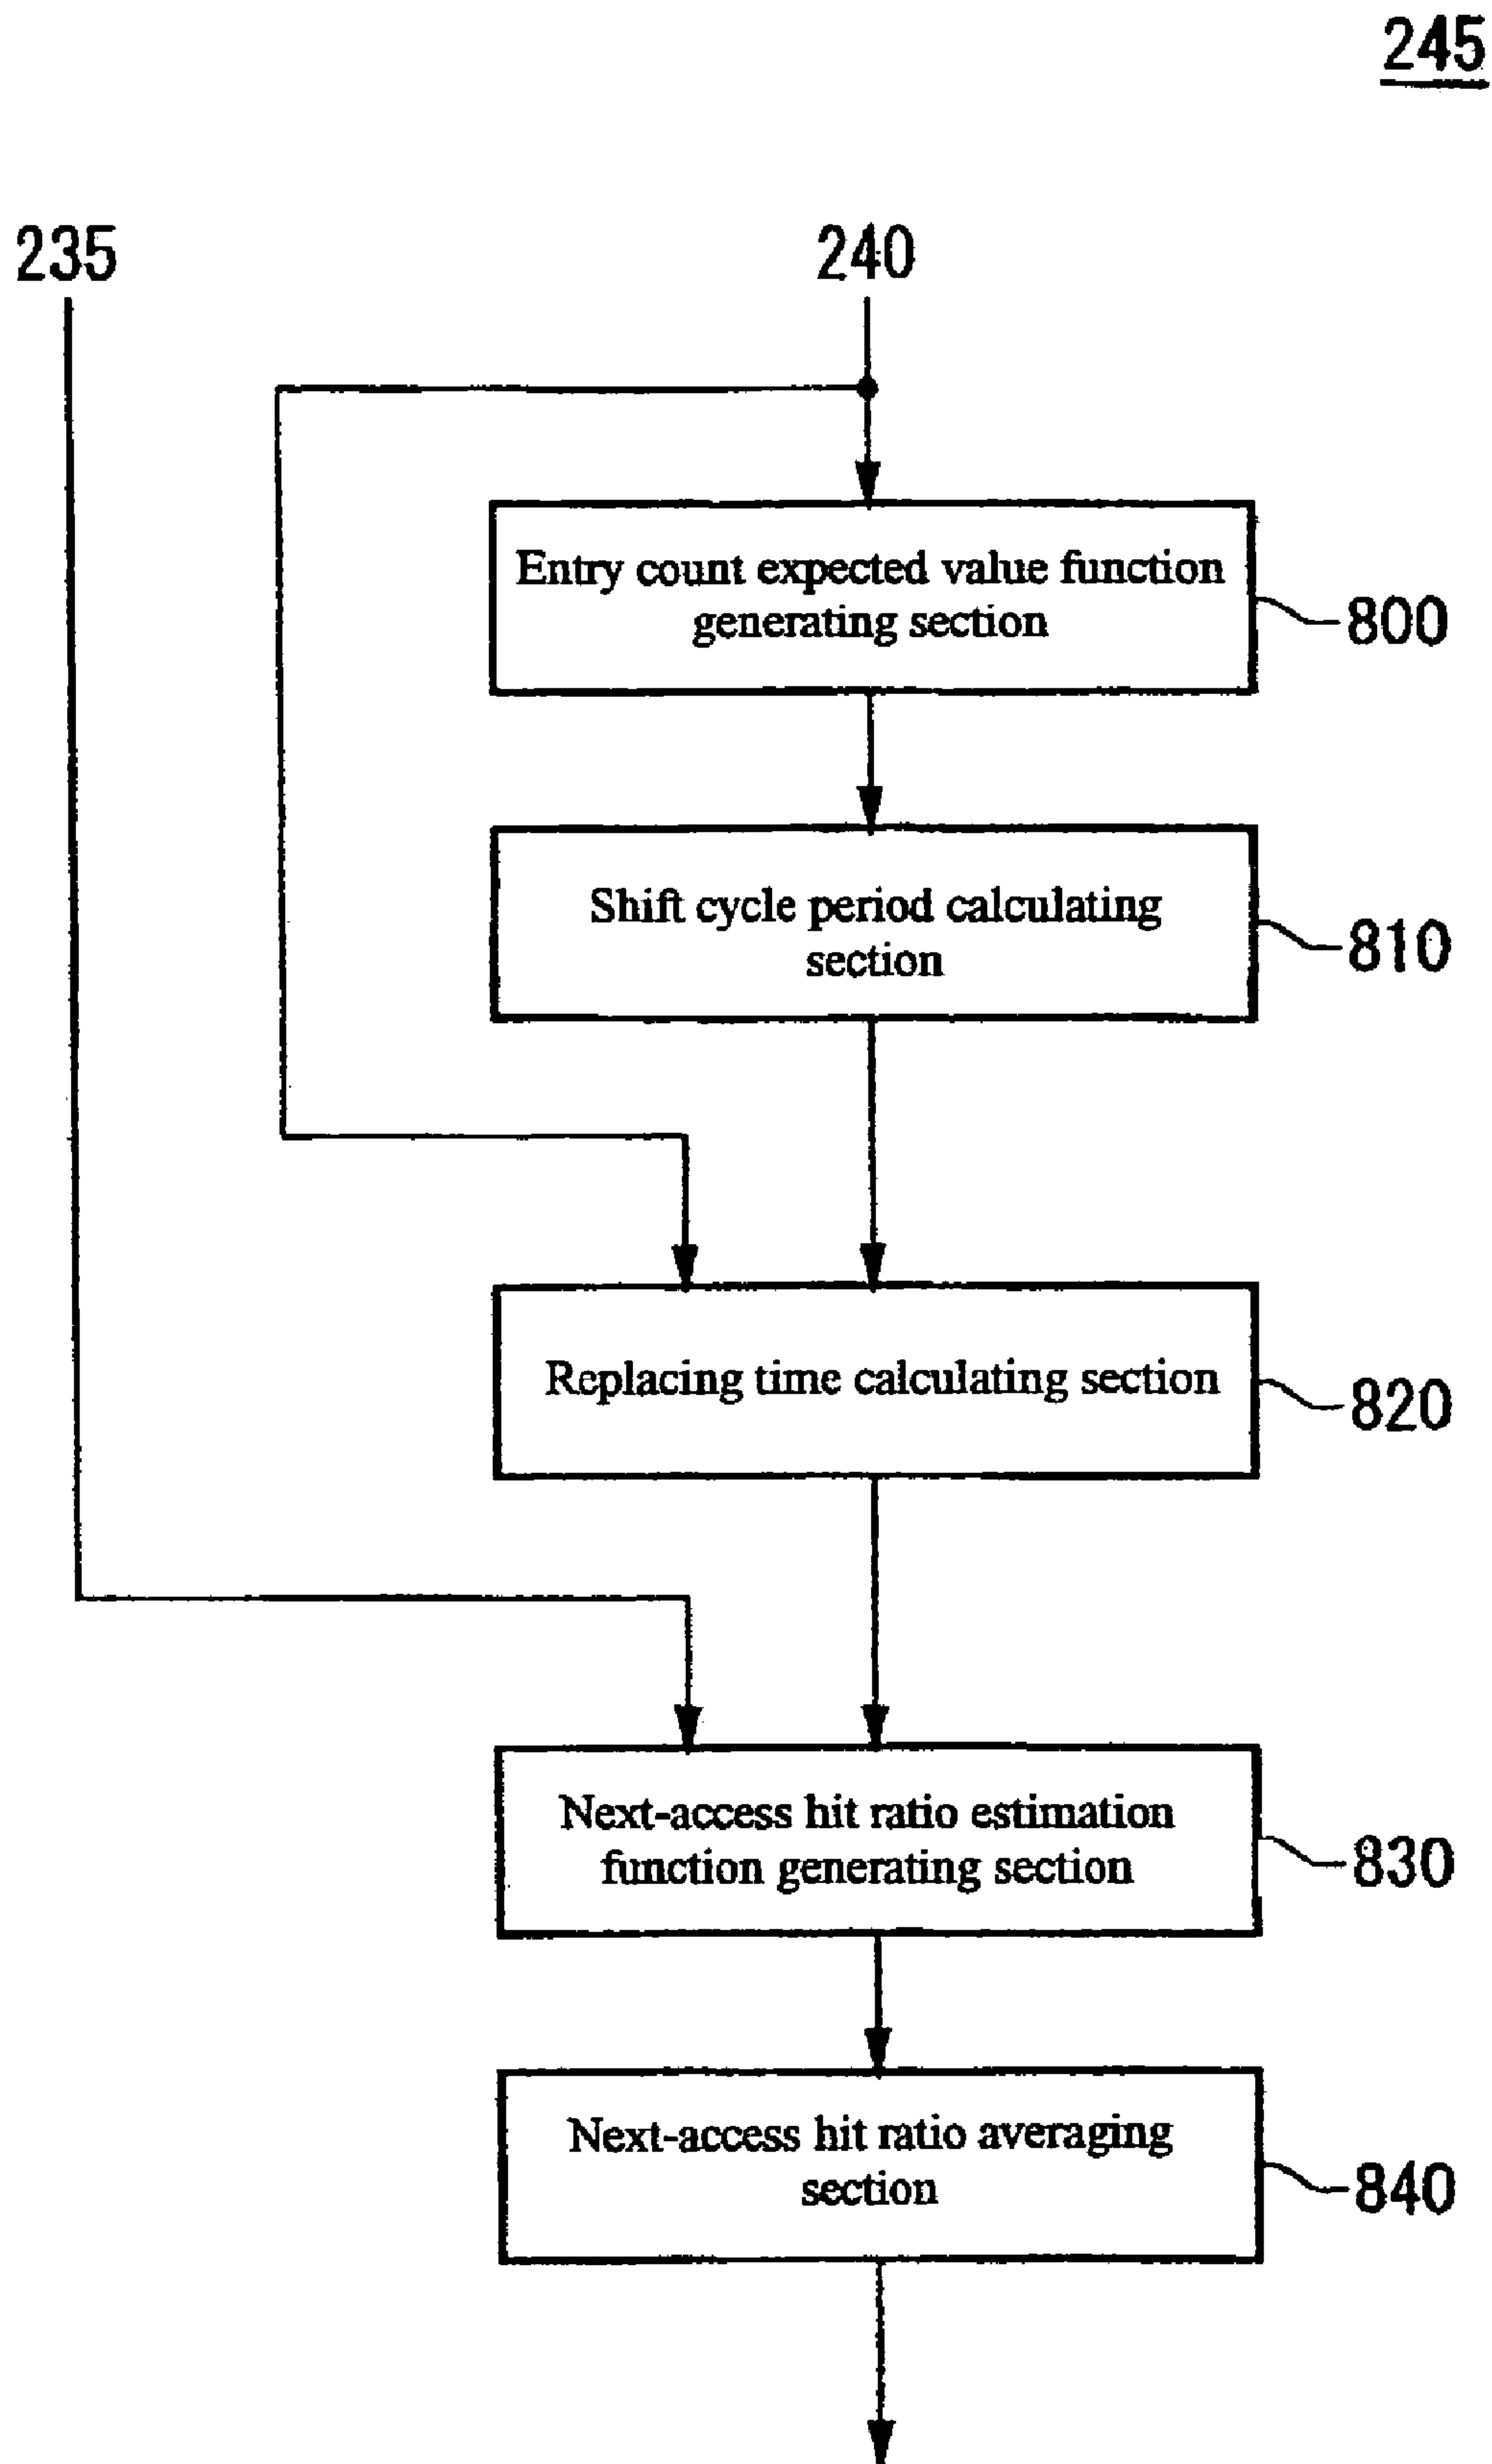 245
235
240
Entry count expected value function
generating section
800
Shift cycle period calculating
section
810
Replacing time calculating section
820
Next-access hit ratio estimation
function generating section
830
Next-access hit ratio averaging
section
840